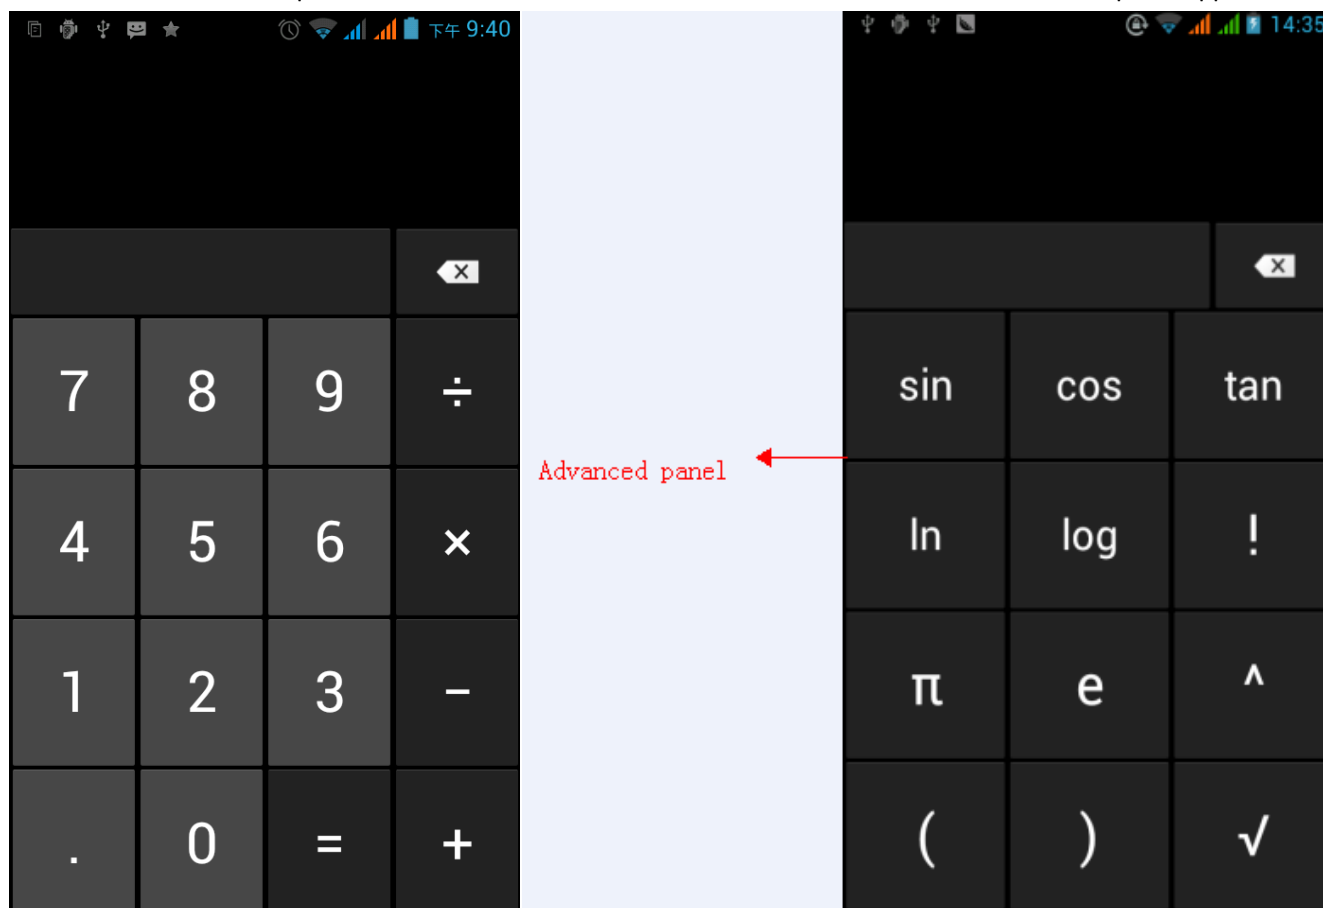 下午 9:40
14:35
7 8 9 ÷
4 5 6 ×
1 2 3 −
. 0 = +
Advanced panel
sin cos tan
ln log !
π e ^
( ) √